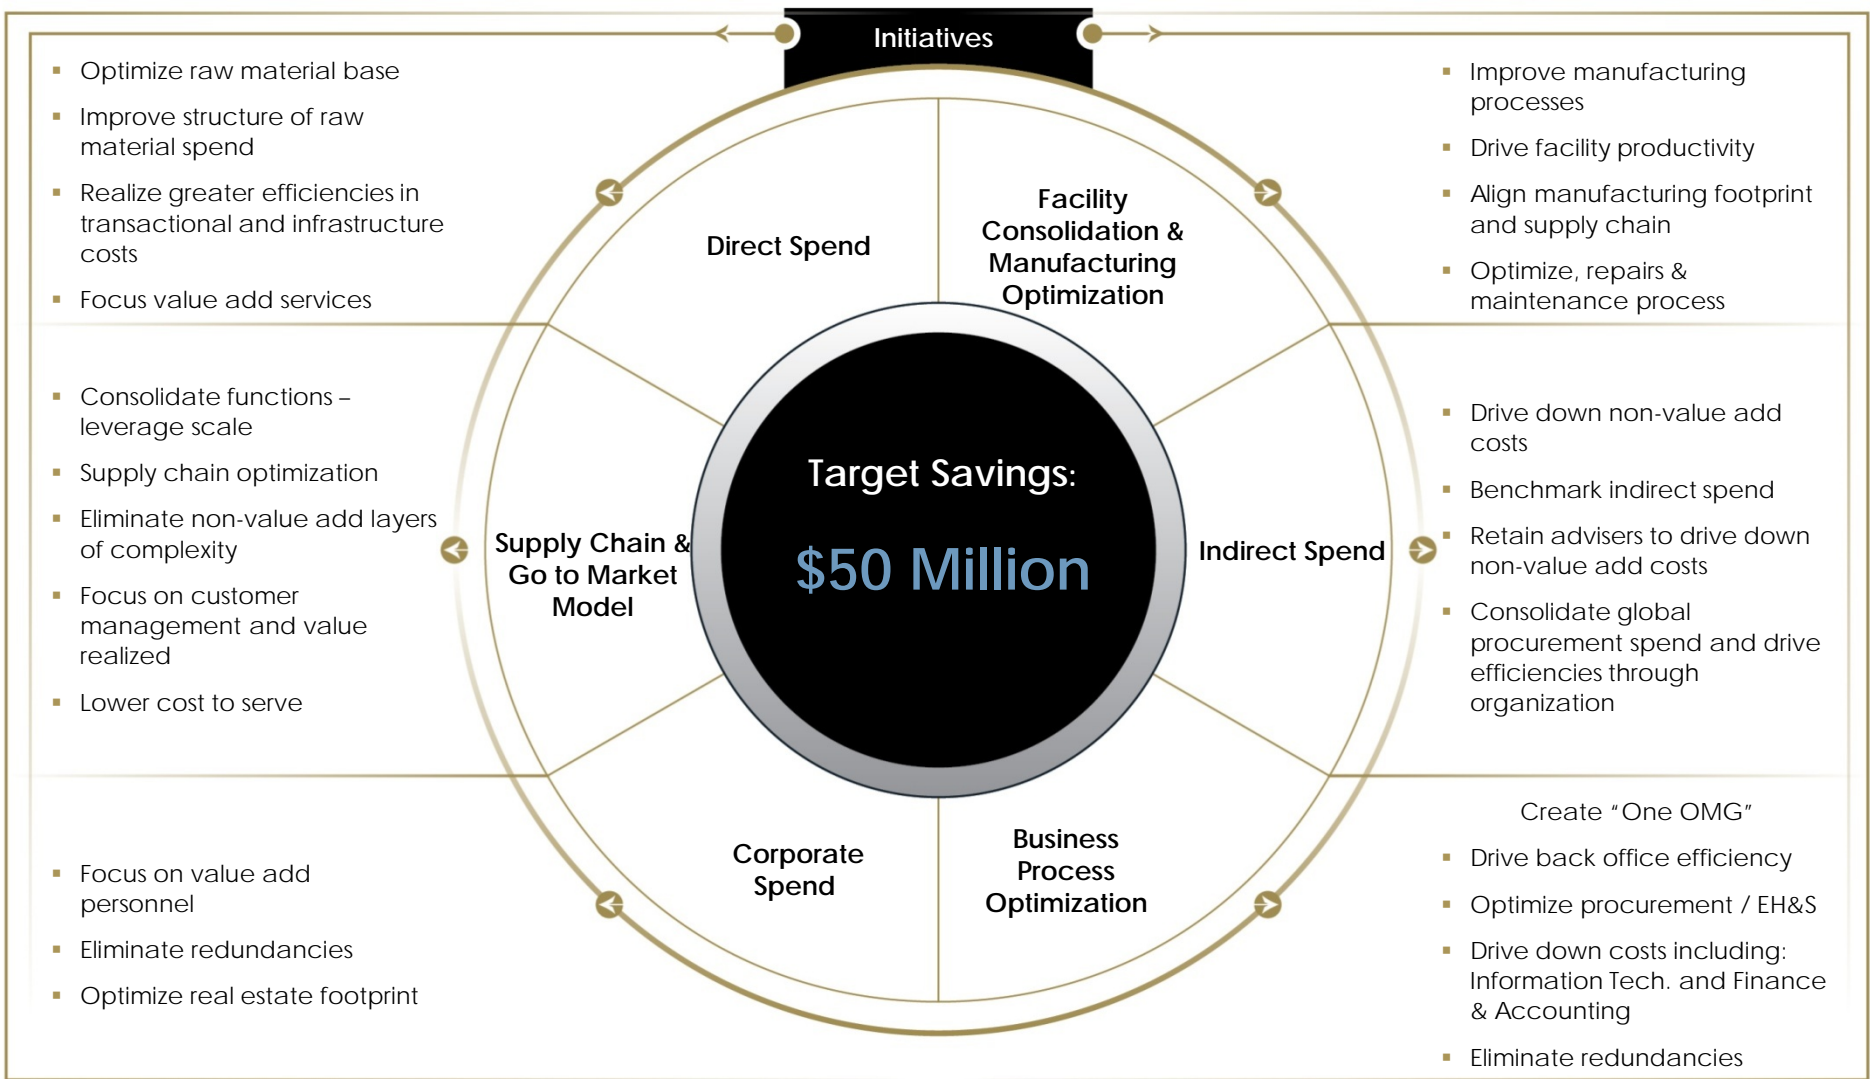 Initiatives
▪ Optimize raw material base
▪ Improve structure of raw
material spend
▪ Realize greater efficiencies in
transactional and infrastructure
costs
▪ Focus value add services
Direct Spend
Facility
Consolidation &
Manufacturing
Optimization
▪ Improve manufacturing
processes
▪ Drive facility productivity
▪ Align manufacturing footprint
and supply chain
▪ Optimize, repairs &
maintenance process
▪ Consolidate functions –
leverage scale
▪ Supply chain optimization
▪ Eliminate non-value add layers
of complexity
▪ Focus on customer
management and value
realized
▪ Lower cost to serve
Supply Chain &
Go to Market
Model
Target Savings:
$50 Million
Indirect Spend
▪ Drive down non-value add
costs
▪ Benchmark indirect spend
▪ Retain advisers to drive down
non-value add costs
▪ Consolidate global
procurement spend and drive
efficiencies through
organization
▪ Focus on value add
personnel
▪ Eliminate redundancies
▪ Optimize real estate footprint
Corporate
Spend
Business
Process
Optimization
Create “One OMG”
▪ Drive back office efficiency
▪ Optimize procurement / EH&S
▪ Drive down costs including:
Information Tech. and Finance
& Accounting
▪ Eliminate redundancies